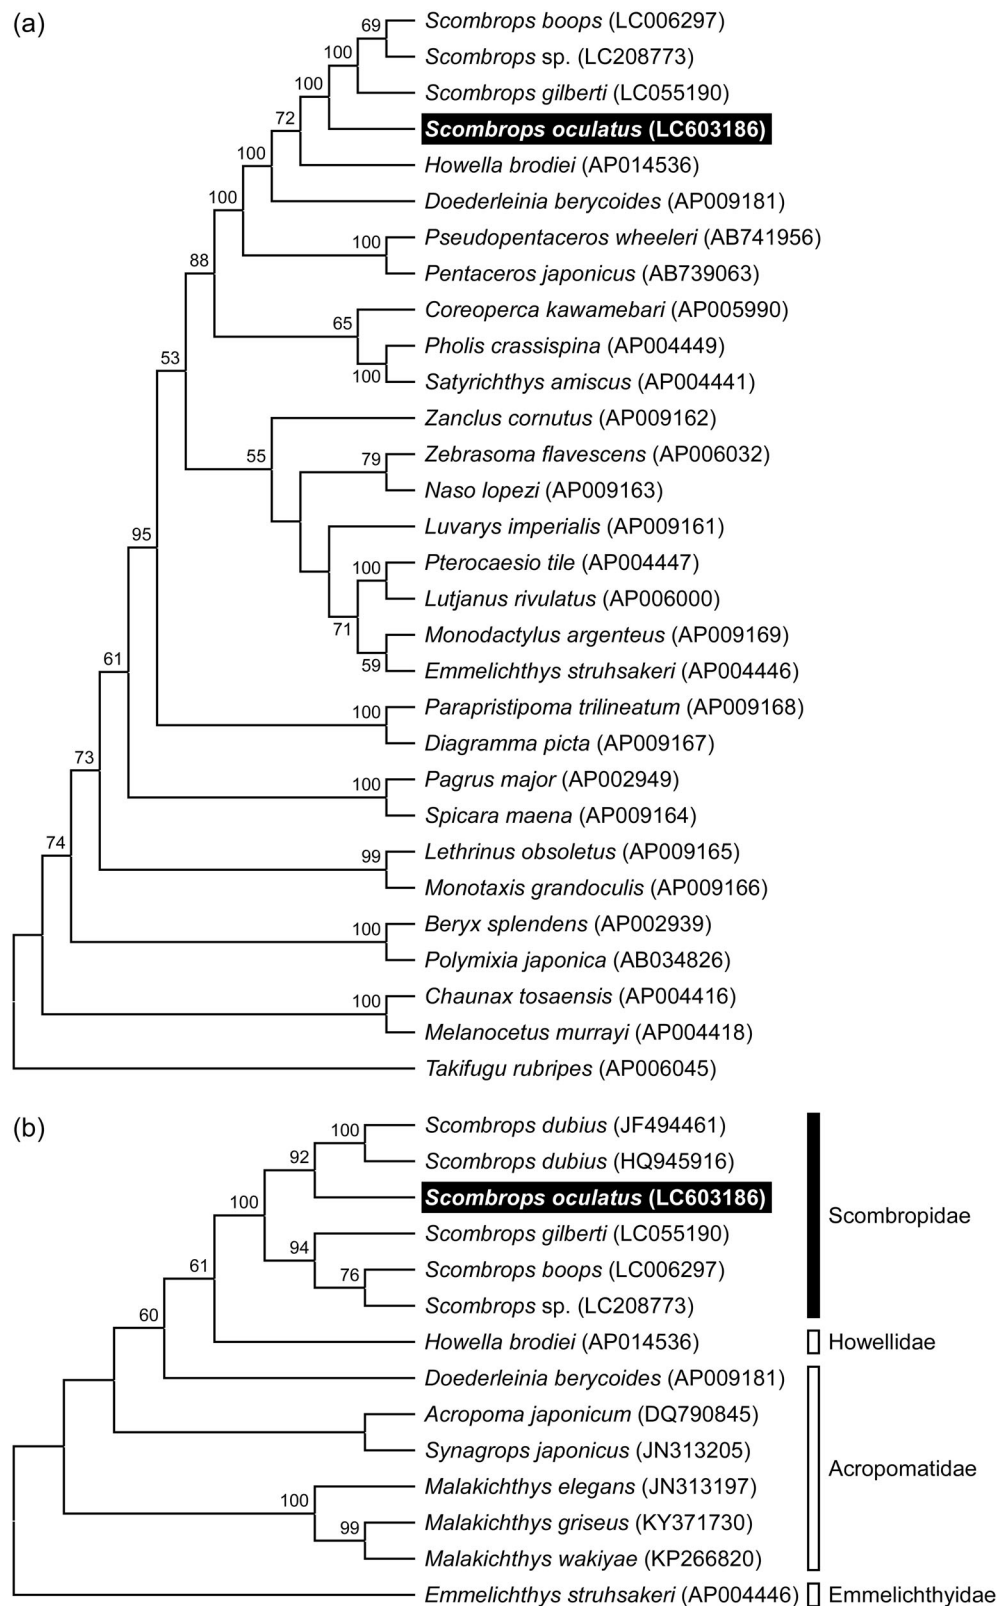 (a)
69
Scombrops boops (LC006297)
Scombrops sp. (LC208773)
100
Scombrops gilberti (LC055190)
100
Scombrops oculatus (LC603186)
72
Howella brodiei (AP014536)
100
Doederleinia berycoides (AP009181)
100
Pseudopentaceros wheeleri (AB741956)
100
Pentaceros japonicus (AB739063)
88
Coreoperca kawamebari (AP005990)
65
Pholis crassispina (AP004449)
100
Satyrichthys amiscus (AP004441)
53
Zanclus cornutus (AP009162)
55
Zebrasoma flavescens (AP006032)
79
Naso lopezi (AP009163)
Luvarys imperialis (AP009161)
95
Pterocaesio tile (AP004447)
100
Lutjanus rivulatus (AP006000)
71
Monodactylus argenteus (AP009169)
59
Emmelichthys struhsakeri (AP004446)
61
Parapristipoma trilineatum (AP009168)
100
Diagramma picta (AP009167)
73
Pagrus major (AP002949)
100
Spicara maena (AP009164)
74
Lethrinus obsoletus (AP009165)
99
Monotaxis grandoculis (AP009166)
Beryx splendens (AP002939)
100
Polymixia japonica (AB034826)
Chaunax tosaensis (AP004416)
100
Melanocetus murrayi (AP004418)
Takifugu rubripes (AP006045)
(b)
Scombrops dubius (JF494461)
100
Scombrops dubius (HQ945916)
92
Scombrops oculatus (LC603186)
100
Scombropidae
Scombrops gilberti (LC055190)
94
Scombrops boops (LC006297)
76
61
Scombrops sp. (LC208773)
60
Howella brodiei (AP014536)
Howellidae
Doederleinia berycoides (AP009181)
Acropoma japonicum (DQ790845)
Synagrops japonicus (JN313205)
Acropomatidae
Malakichthys elegans (JN313197)
100
Malakichthys griseus (KY371730)
99
Malakichthys wakiyae (KP266820)
Emmelichthys struhsakeri (AP004446)
Emmelichthyidae